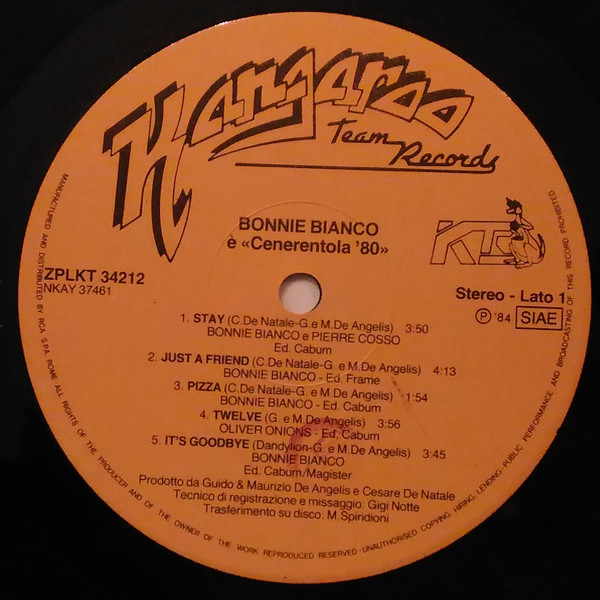 Kangaroo
Team Records
BONNIE BIANCO
è «Cenerentola '80»
KTR
ZPLKT 34212
NKAY 37461
Stereo - Lato 1
P '84 SIAE
1. STAY (C.De Natale-G.e M.De Angelis) 3:50
BONNIE BIANCO e PIERRE COSSO
Ed. Cabum
2. JUST A FRIEND (C.De Natale-G. e M.De Angelis) 4:13
BONNIE BIANCO - Ed. Frame
3. PIZZA (C.De Natale-G.e M.De Angelis) 1:54
BONNIE BIANCO - Ed. Cabum
4. TWELVE (G. e M.De Angelis) 3:56
OLIVER ONIONS - Ed. Cabum
5. IT'S GOODBYE (Dandylion-G. e M.De Angelis) 3:45
BONNIE BIANCO
Ed. Cabum/Magister
Prodotto da Guido & Maurizio De Angelis e Cesare De Natale
Tecnico di registrazione e missaggio: Gigi Notte
Trasferimento su disco: M.Spiridioni
MANUFACTURED AND DISTRIBUTED BY RCA S.P.A. ROME ALL RIGHTS OF THE PRODUCER AND OF THE OWNER OF THE WORK REPRODUCED RESERVED - UNAUTHORISED COPYING, HIRING, LENDING, PUBLIC PERFORMANCE AND BROADCASTING OF THIS RECORD PROHIBITED